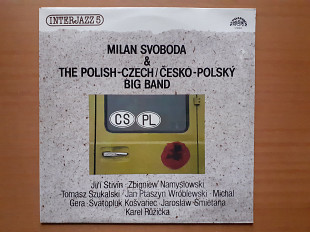 INTERJAZZ 5
SUPRAPHON
MILAN SVOBODA
&
THE POLISH-CZECH/ČESKO-POLSKÝ
BIG BAND
CS PL
Jiří Stivín · Zbigniew Namysłowski
·Tomasz Szukalski · Jan Ptaszyn Wróblewski · Michal
Gera · Svatopluk Košvanec · Jarosław Śmietana
Karel Růžička